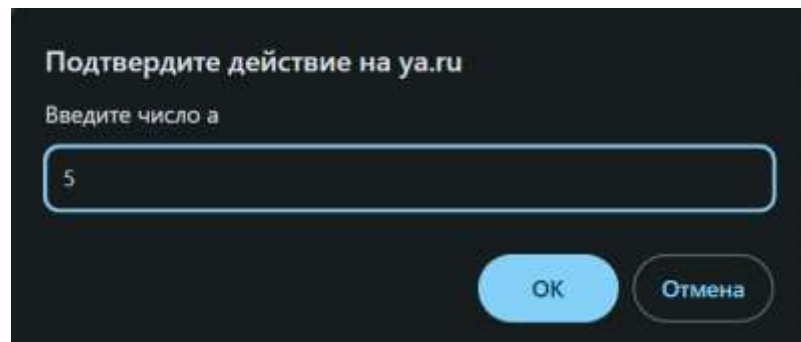 Подтвердите действие на ya.ru
Введите число а
5
ОК
Отмена